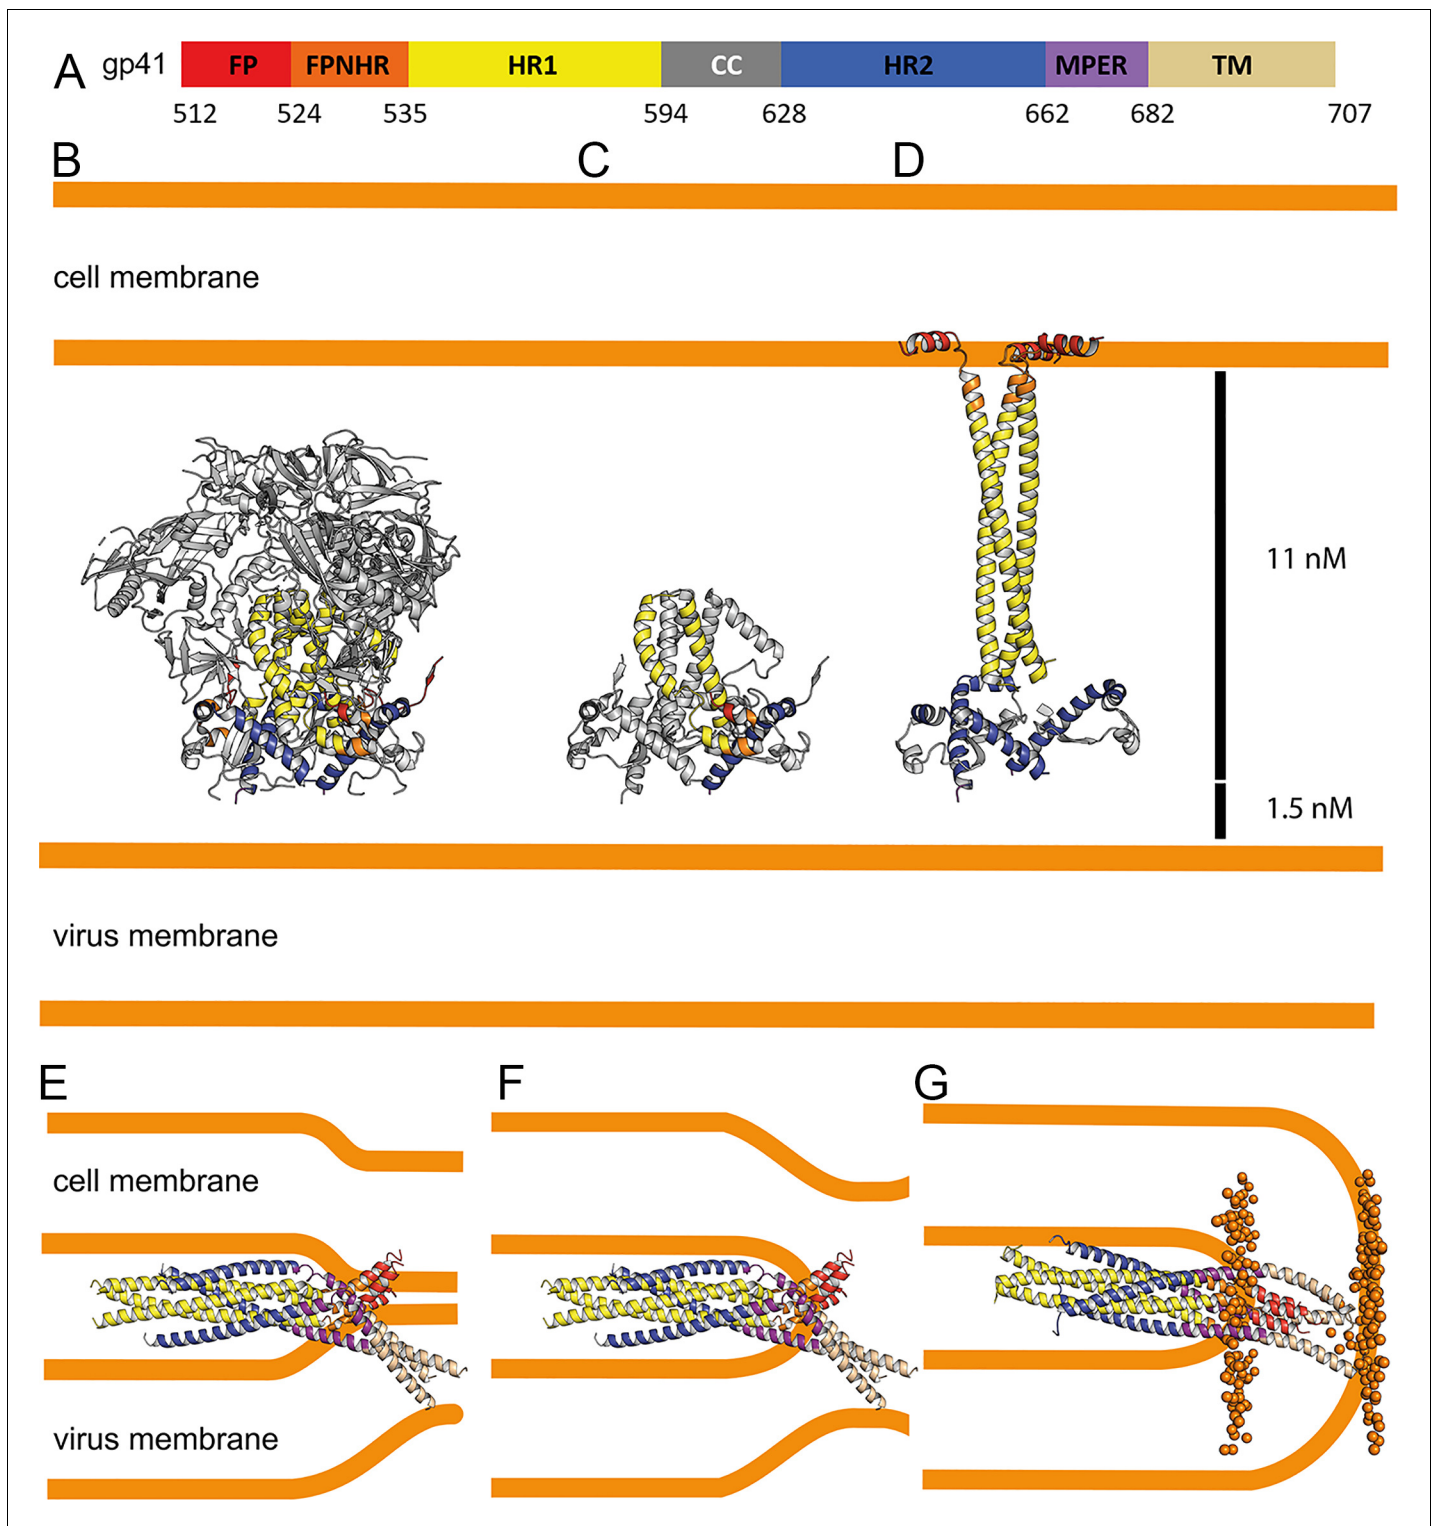 A gp41 FP FPNHR HR1 CC HR2 MPER TM
512 524 535 594 628 662 682 707
B C D
cell membrane
11 nM
1.5 nM
virus membrane
E F G
cell membrane
virus membrane